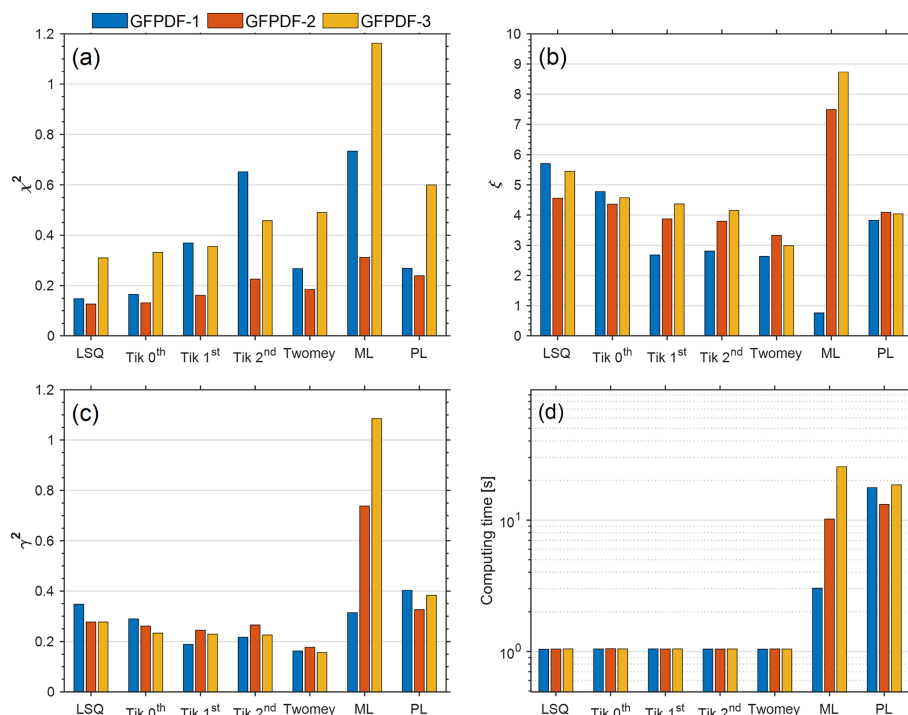 GFPDF-1 GFPDF-2 GFPDF-3
(a)
χ²
1.2
1
0.8
0.6
0.4
0.2
0
LSQ Tik 0th Tik 1st Tik 2nd Twomey ML PL
(b)
ξ
10
9
8
7
6
5
4
3
2
1
0
LSQ Tik 0th Tik 1st Tik 2nd Twomey ML PL
(c)
γ²
1.2
1
0.8
0.6
0.4
0.2
0
LSQ Tik 0th Tik 1st Tik 2nd Twomey ML PL
(d)
Computing time [s]
10¹
10⁰
LSQ Tik 0th Tik 1st Tik 2nd Twomey ML PL